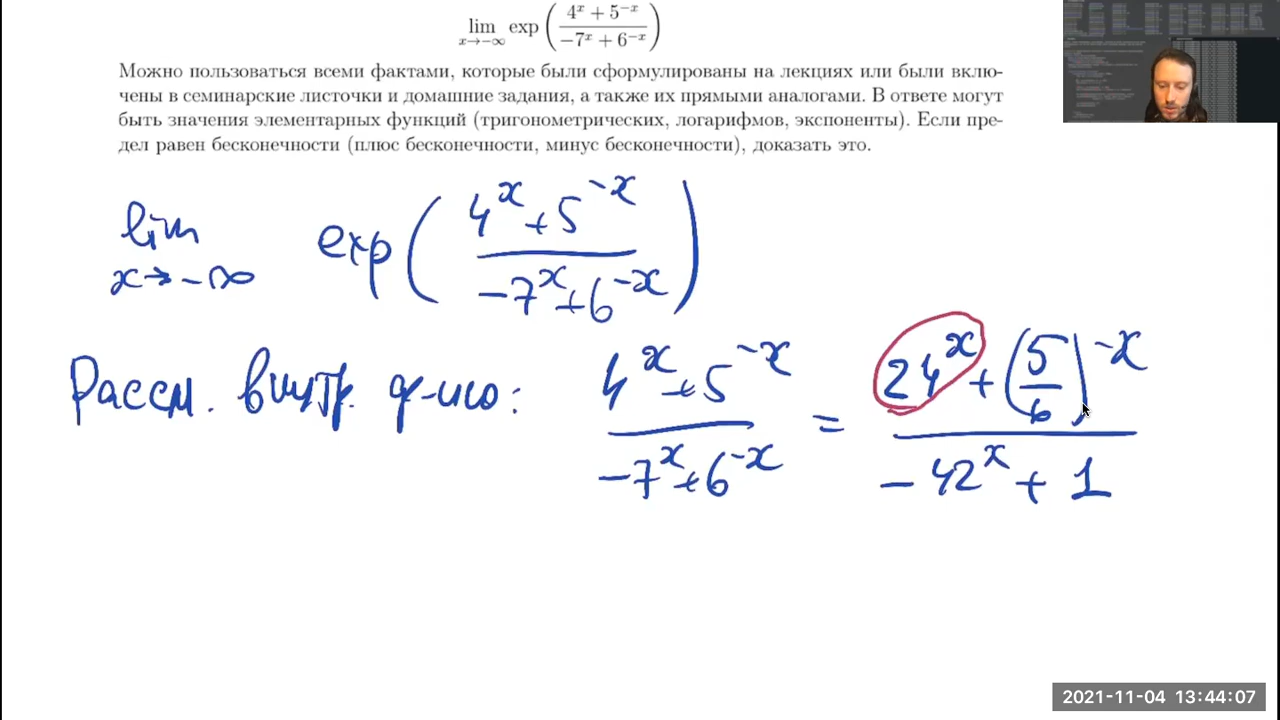 lim x→−∞ exp ( (4^x + 5^{−x}) / (−7^x + 6^{−x}) )
Можно пользоваться всеми фактами, которые были сформулированы на лекциях или были вклю-
чены в семинарские листочки и домашние задания, а также их прямыми аналогами. В ответе могут
быть значения элементарных функций (тригонометрических, логарифмов, экспоненты). Если пре-
дел равен бесконечности (плюс бесконечности, минус бесконечности), доказать это.
lim x→−∞ exp ( (4^x + 5^{−x}) / (−7^x + 6^{−x}) )
Рассм. внутр. ф-ию: (4^x + 5^{−x}) / (−7^x + 6^{−x}) = (24^x + (5/6)^{−x}) / (−42^x + 1)
2021-11-04 13:44:07